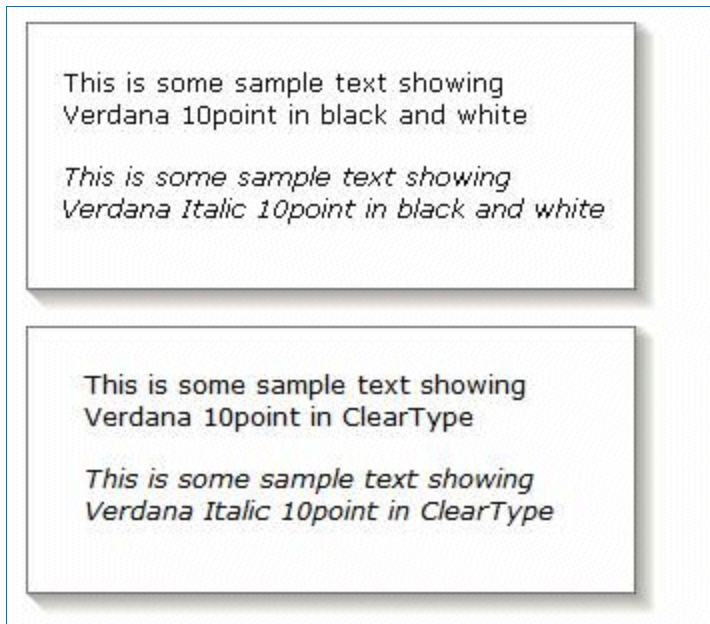 This is some sample text showing
Verdana 10point in black and white
This is some sample text showing
Verdana Italic 10point in black and white
This is some sample text showing
Verdana 10point in ClearType
This is some sample text showing
Verdana Italic 10point in ClearType